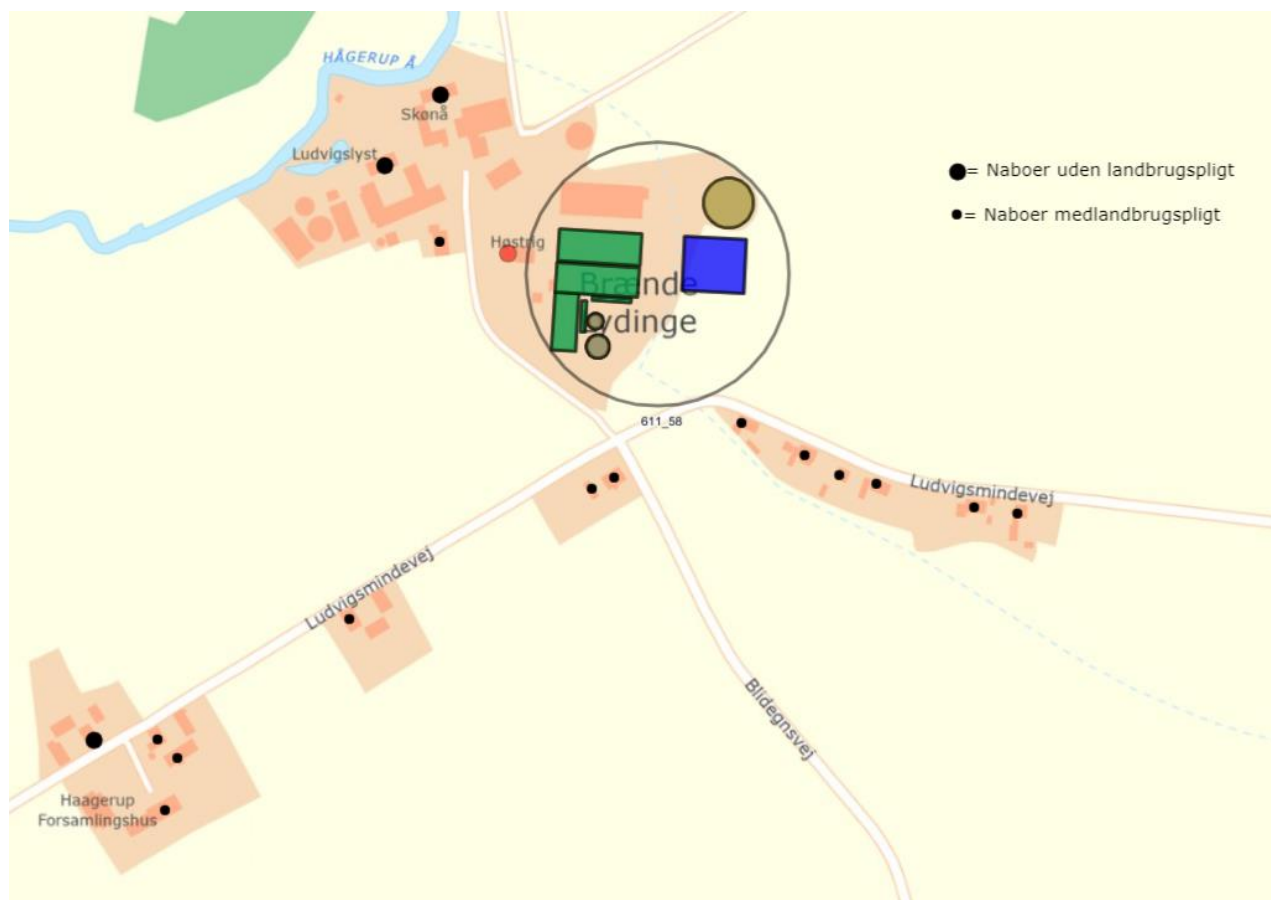 HÅGERUP Å
Skønå
Ludvigslyst
= Naboer uden landbrugspligt
= Naboer medlandbrugspligt
Høstrig
Brænde
Lydinge
611_58
Ludvigsmindevej
Ludvigsmindevej
Blidegnsvej
Haagerup
Forsamlingshus